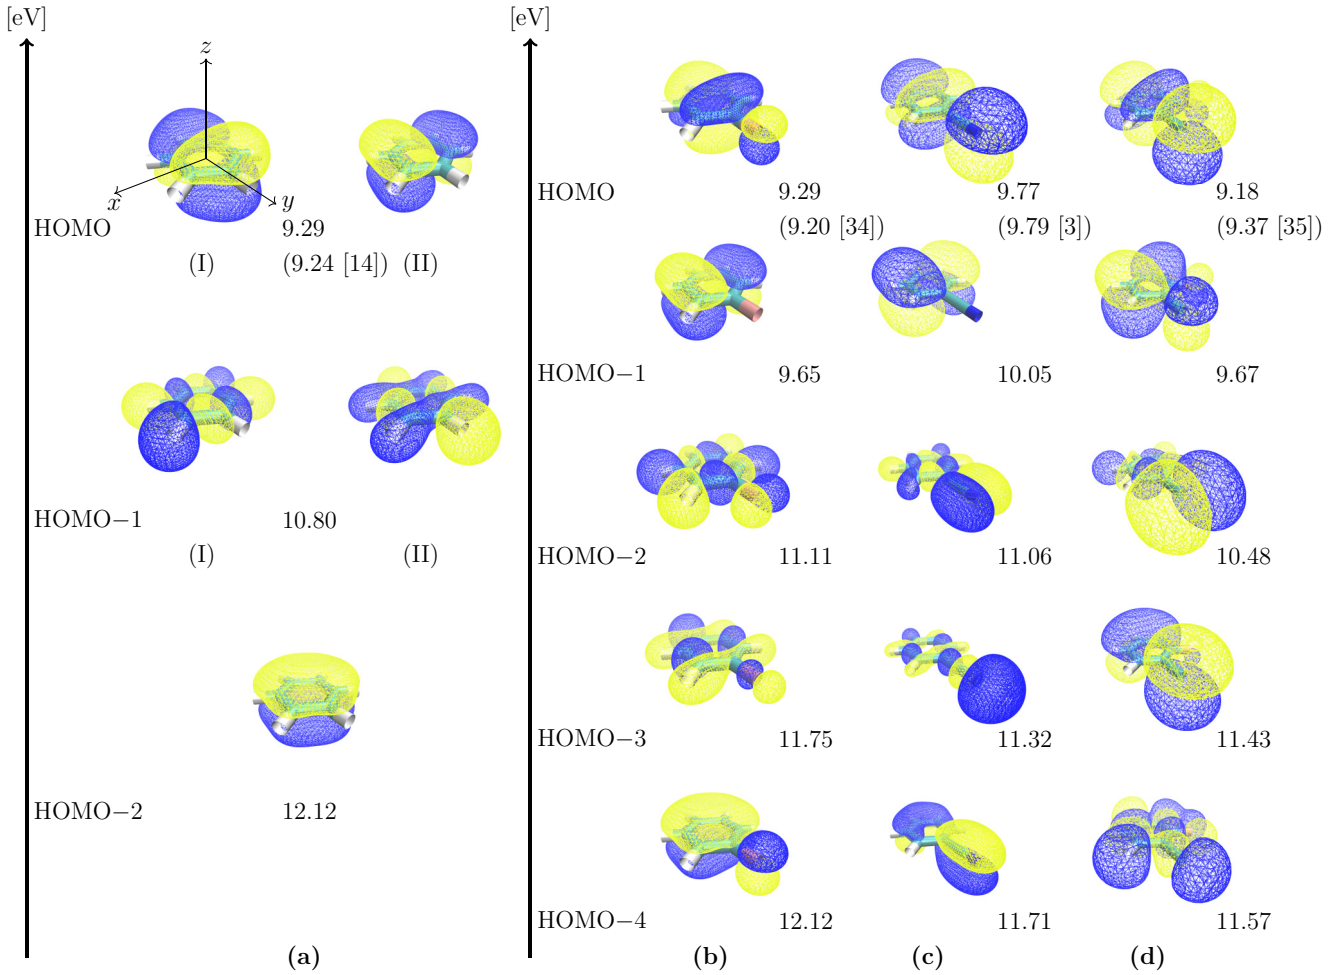 [eV]
[eV]
z
x
y
HOMO
9.29
(I)
(9.24 [14])
(II)
HOMO−1
10.80
(I)
(II)
HOMO−2
12.12
(a)
HOMO
9.29
9.77
9.18
(9.20 [34])
(9.79 [3])
(9.37 [35])
HOMO−1
9.65
10.05
9.67
HOMO−2
11.11
11.06
10.48
HOMO−3
11.75
11.32
11.43
HOMO−4
12.12
11.71
11.57
(b)
(c)
(d)